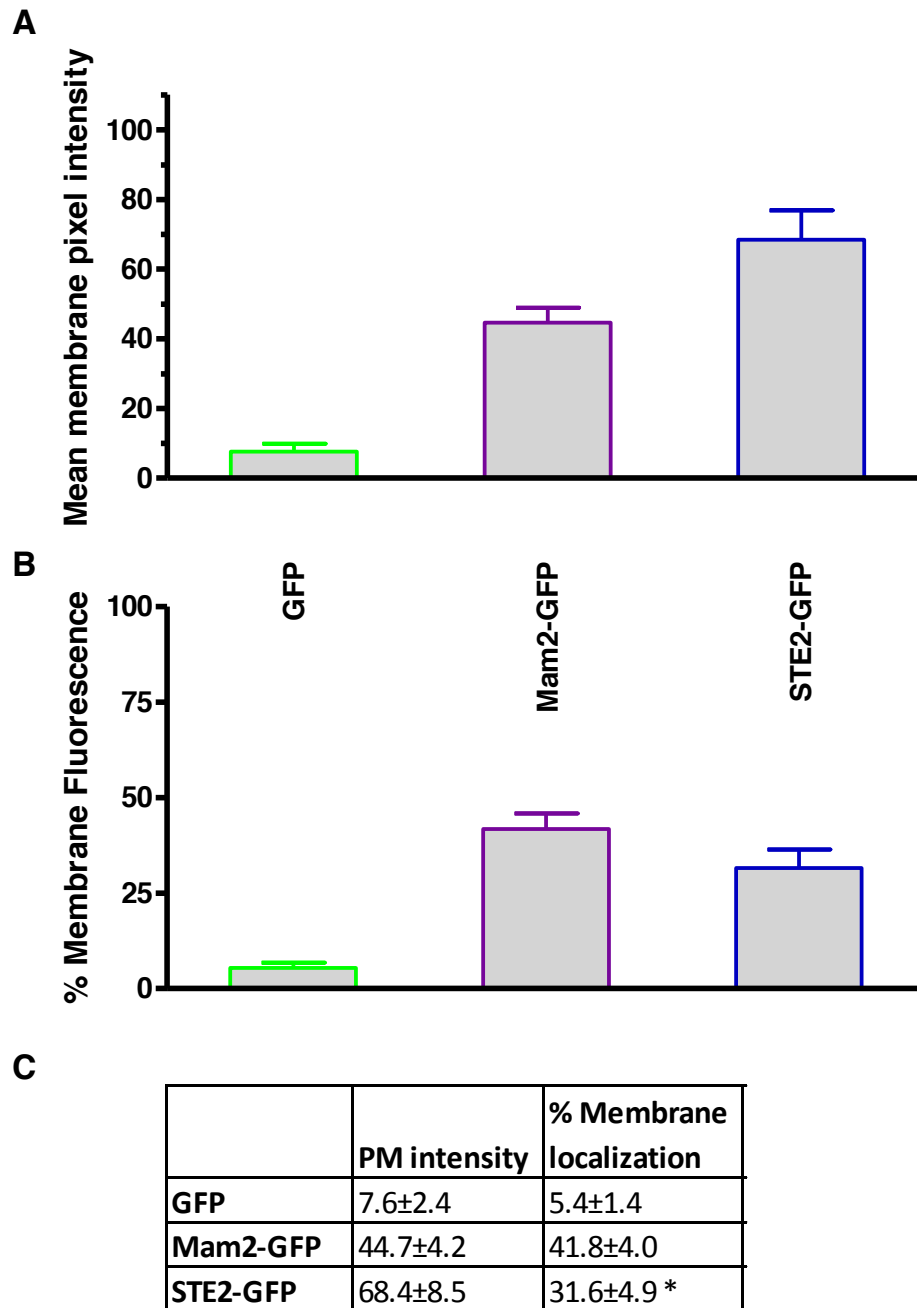 A
Mean membrane pixel intensity
100
80
60
40
20
0
B
% Membrane Fluorescence
100
75
50
25
0
GFP
Mam2-GFP
STE2-GFP
C
PM intensity
% Membrane localization
GFP 7.6±2.4 5.4±1.4
Mam2-GFP 44.7±4.2 41.8±4.0
STE2-GFP 68.4±8.5 31.6±4.9 *